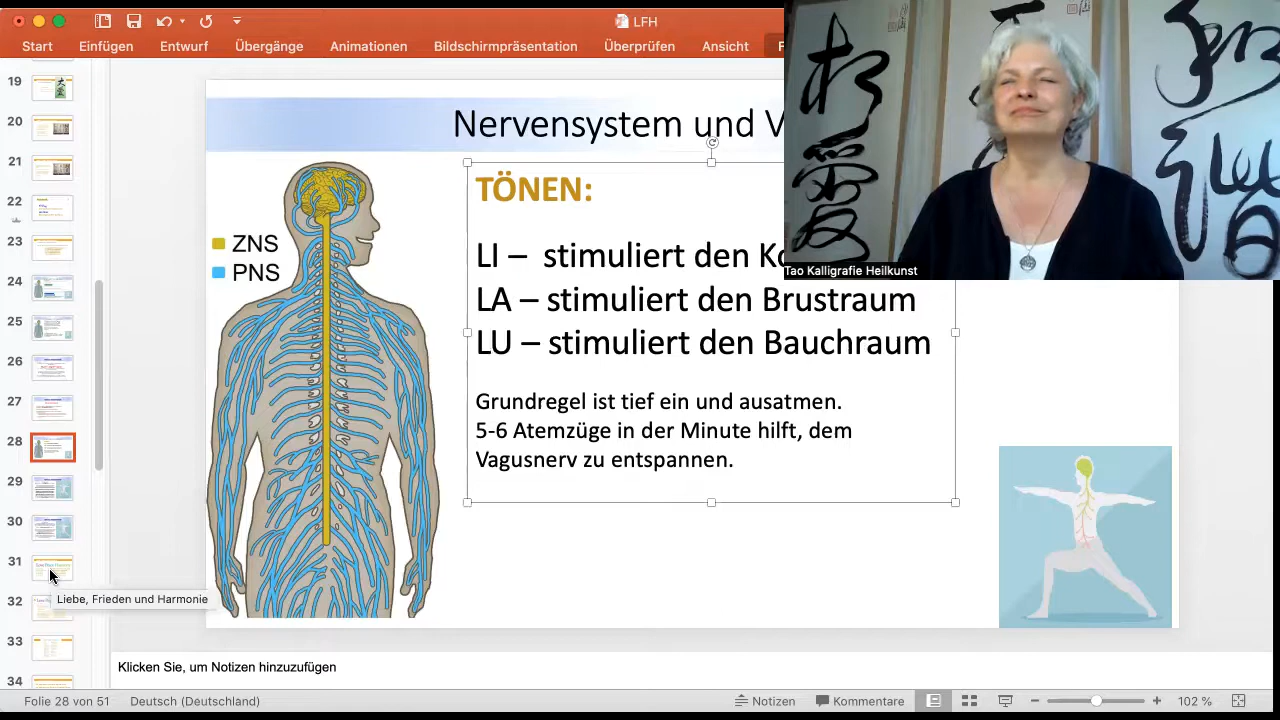 LFH
Start Einfügen Entwurf Übergänge Animationen Bildschirmpräsentation Überprüfen Ansicht
19
20
21
22
23
24
25
26
27
28
29
30
31
32
33
34
Liebe, Frieden und Harmonie
Nervensystem und V
ZNS
PNS
TÖNEN:
LI – stimuliert den Ko
LA – stimuliert den Brustraum
LU – stimuliert den Bauchraum
Grundregel ist tief ein und ausatmen.
5-6 Atemzüge in der Minute hilft, dem
Vagusnerv zu entspannen.
Tao Kalligrafie Heilkunst
Klicken Sie, um Notizen hinzuzufügen
Folie 28 von 51 Deutsch (Deutschland) Notizen Kommentare 102 %